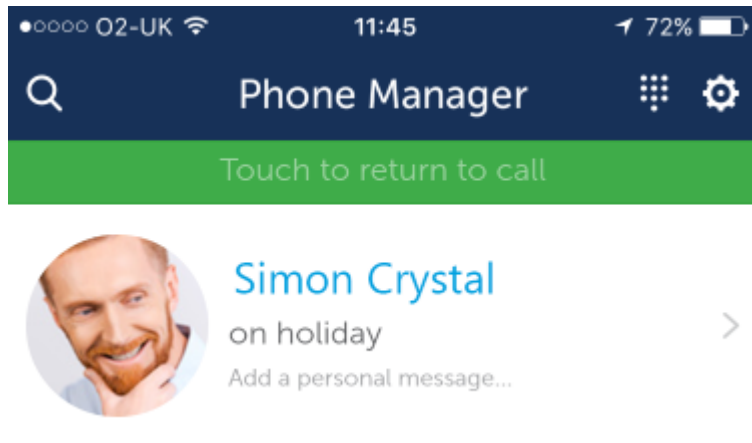 O2-UK 11:45 72%
Phone Manager
Touch to return to call
Simon Crystal
on holiday
Add a personal message...